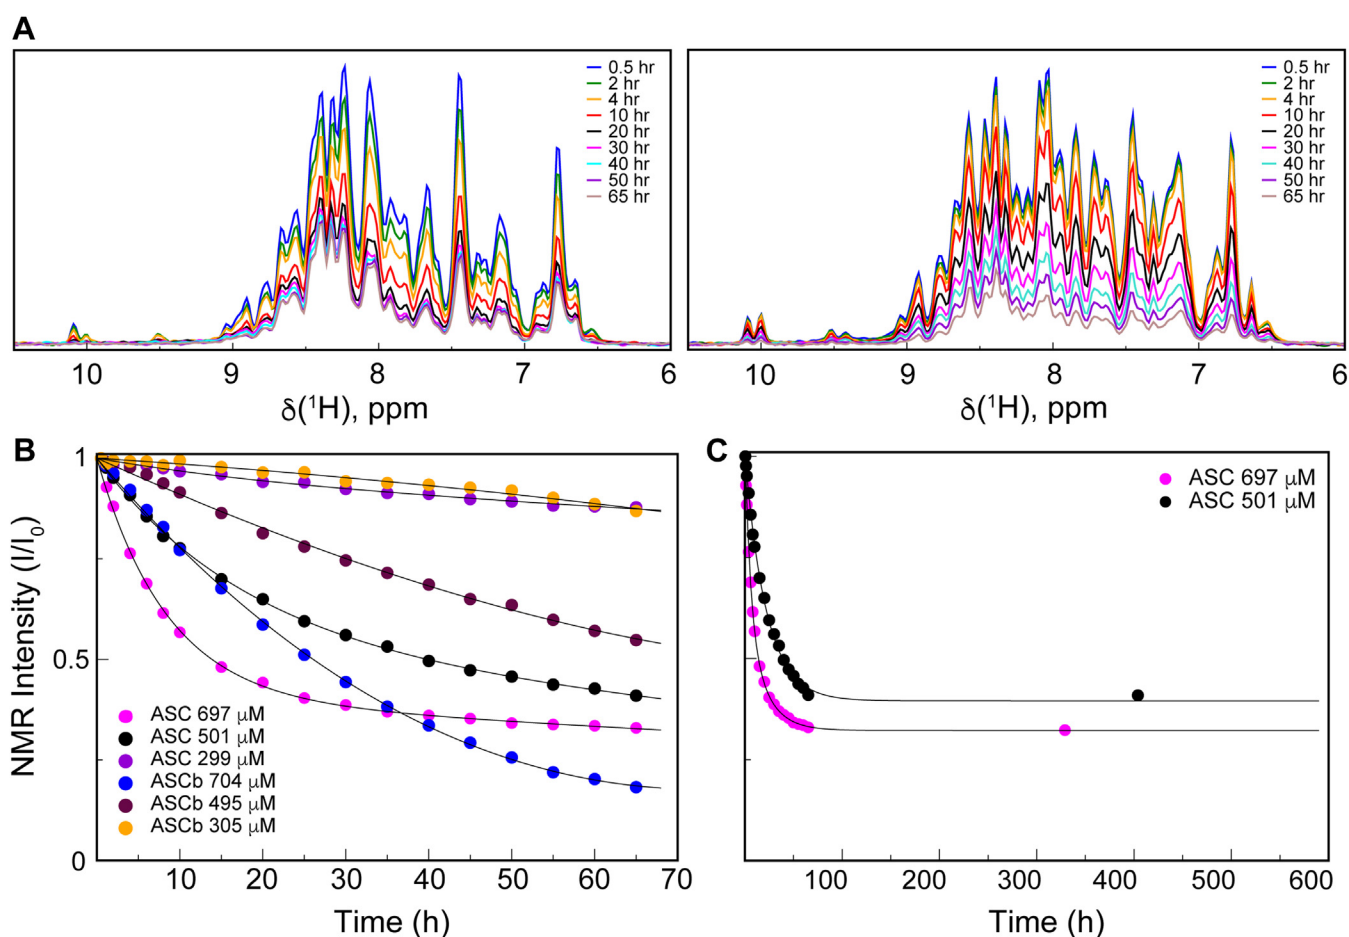 A
0.5 hr
2 hr
4 hr
10 hr
20 hr
30 hr
40 hr
50 hr
65 hr
10 9 8 7 6
δ(¹H), ppm
0.5 hr
2 hr
4 hr
10 hr
20 hr
30 hr
40 hr
50 hr
65 hr
10 9 8 7 6
δ(¹H), ppm
B
NMR Intensity (I/I₀)
1
0.5
0
ASC 697 μM
ASC 501 μM
ASC 299 μM
ASCb 704 μM
ASCb 495 μM
ASCb 305 μM
10 20 30 40 50 60 70
Time (h)
C
ASC 697 μM
ASC 501 μM
100 200 300 400 500 600
Time (h)